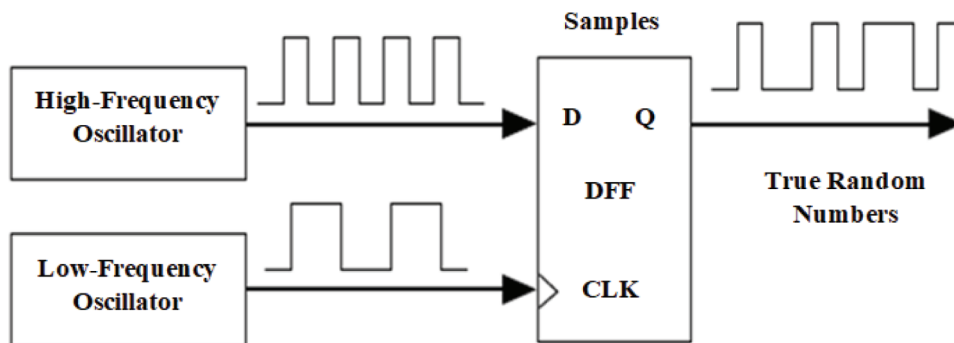 Samples
High-Frequency
Oscillator
D
Q
DFF
True Random
Numbers
Low-Frequency
Oscillator
CLK